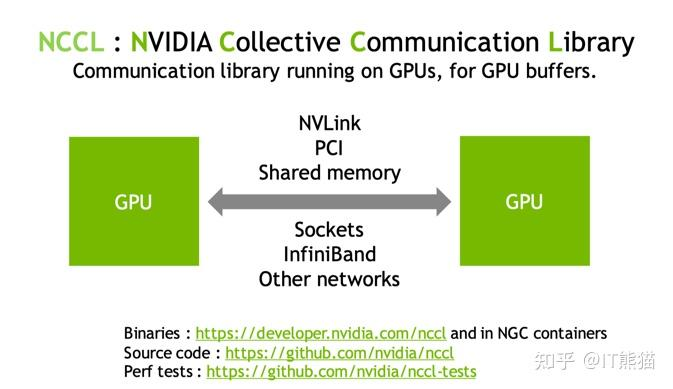 NCCL : NVIDIA Collective Communication Library
Communication library running on GPUs, for GPU buffers.
NVLink
PCI
Shared memory
GPU
GPU
Sockets
InfiniBand
Other networks
Binaries : https://developer.nvidia.com/nccl and in NGC containers
Source code : https://github.com/nvidia/nccl
Perf tests : https://github.com/nvidia/nccl-tests
知乎 @IT熊猫